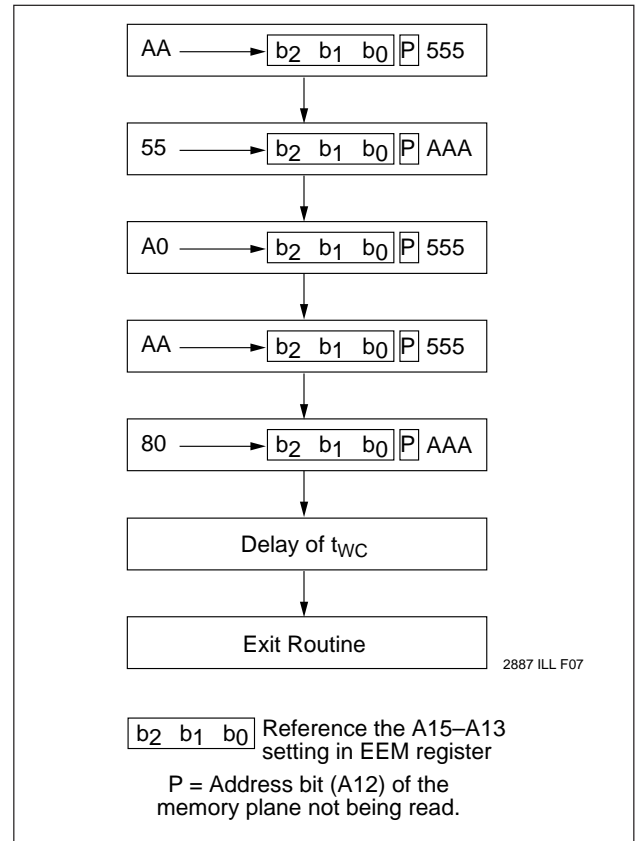 AA b2 b1 b0 P 555
55 b2 b1 b0 P AAA
A0 b2 b1 b0 P 555
AA b2 b1 b0 P 555
80 b2 b1 b0 P AAA
Delay of tWC
Exit Routine
2887 ILL F07
b2 b1 b0 Reference the A15–A13
setting in EEM register
P = Address bit (A12) of the
memory plane not being read.